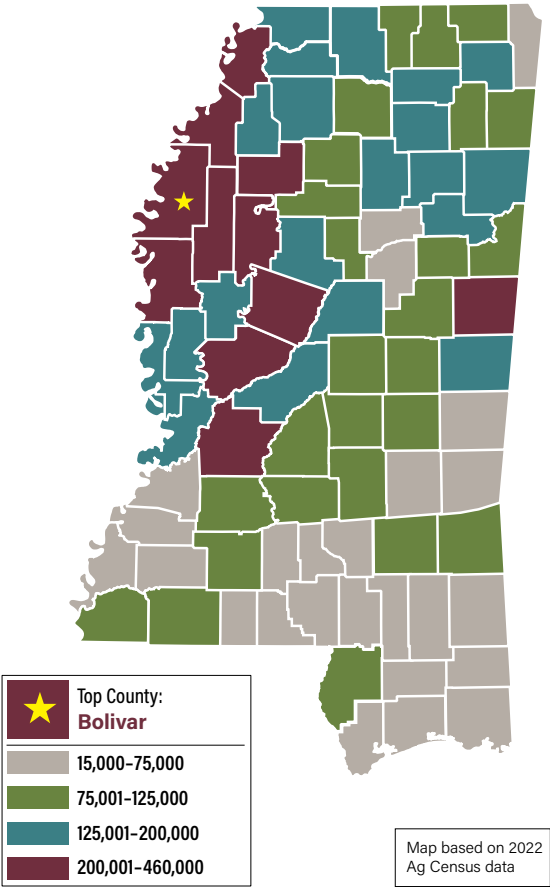 Top County:
Bolivar
15,000–75,000
75,001–125,000
125,001–200,000
200,001–460,000
Map based on 2022
Ag Census data